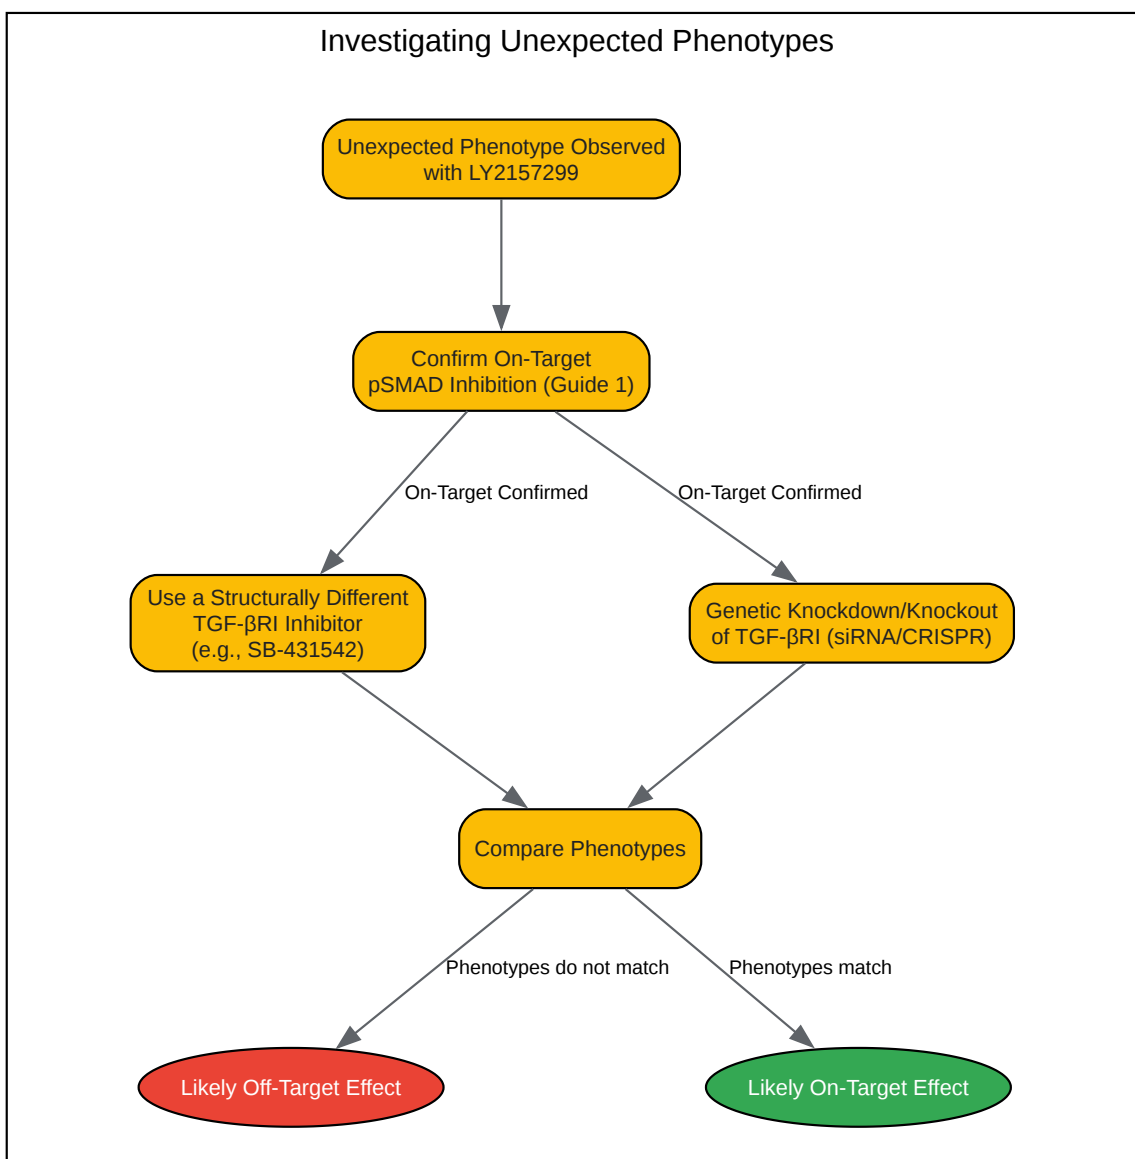 Investigating Unexpected Phenotypes
Unexpected Phenotype Observed
with LY2157299
Confirm On-Target
pSMAD Inhibition (Guide 1)
On-Target Confirmed
On-Target Confirmed
Use a Structurally Different
TGF-βRI Inhibitor
(e.g., SB-431542)
Genetic Knockdown/Knockout
of TGF-βRI (siRNA/CRISPR)
Compare Phenotypes
Phenotypes do not match
Phenotypes match
Likely Off-Target Effect
Likely On-Target Effect